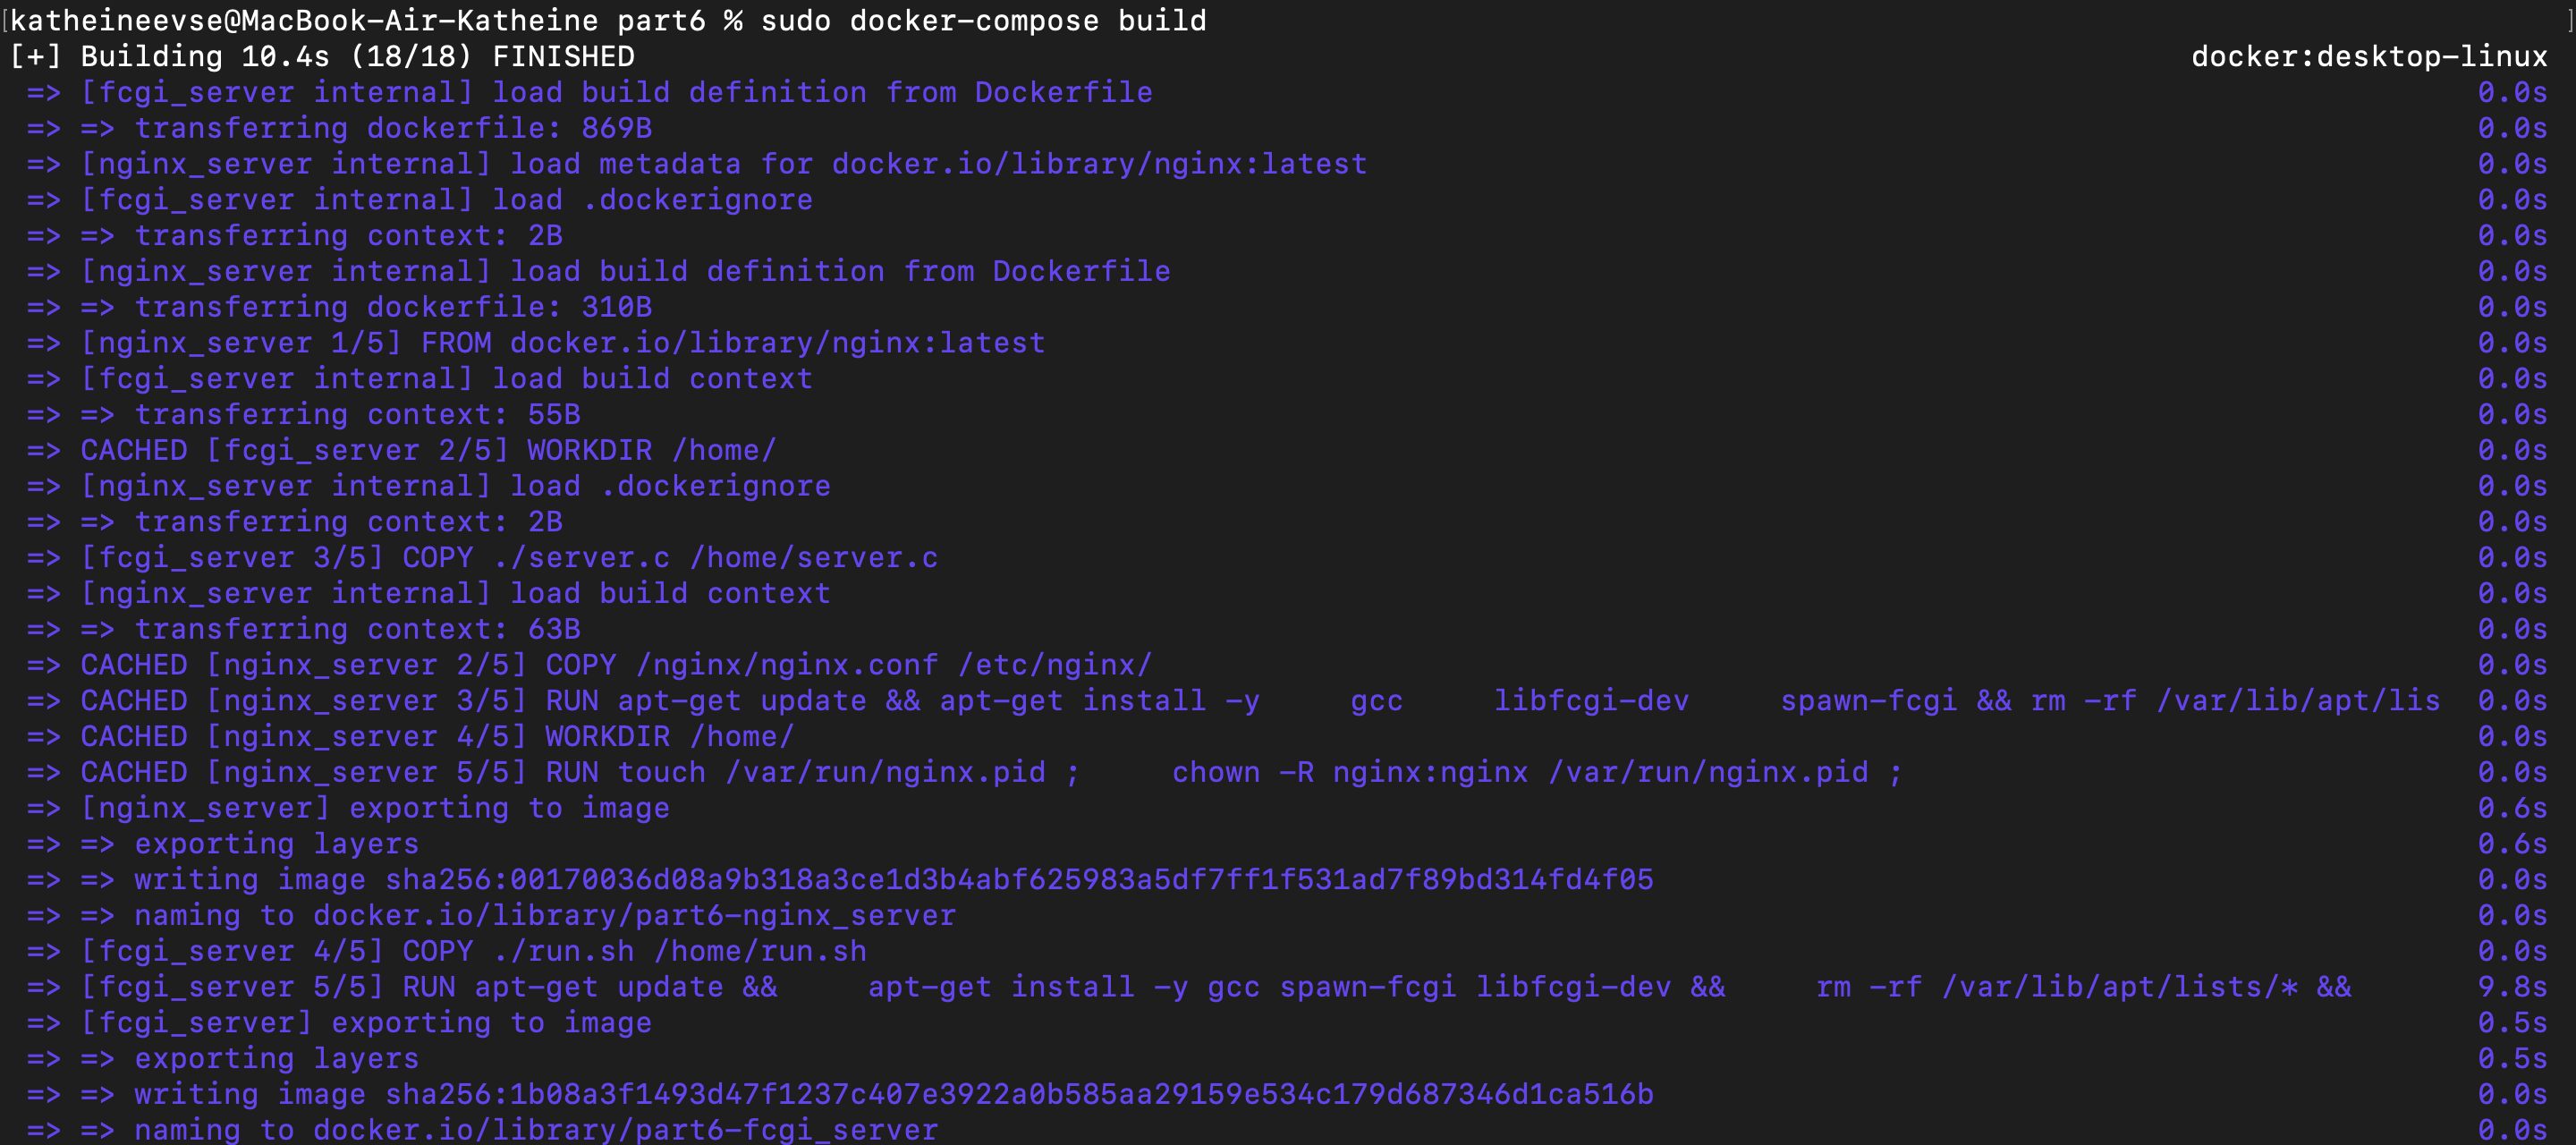 [katheineevse@MacBook-Air-Katheine part6 % sudo docker-compose build ]
[+] Building 10.4s (18/18) FINISHED docker:desktop-linux
=> [fcgi_server internal] load build definition from Dockerfile 0.0s
=> => transferring dockerfile: 869B 0.0s
=> [nginx_server internal] load metadata for docker.io/library/nginx:latest 0.0s
=> [fcgi_server internal] load .dockerignore 0.0s
=> => transferring context: 2B 0.0s
=> [nginx_server internal] load build definition from Dockerfile 0.0s
=> => transferring dockerfile: 310B 0.0s
=> [nginx_server 1/5] FROM docker.io/library/nginx:latest 0.0s
=> [fcgi_server internal] load build context 0.0s
=> => transferring context: 55B 0.0s
=> CACHED [fcgi_server 2/5] WORKDIR /home/ 0.0s
=> [nginx_server internal] load .dockerignore 0.0s
=> => transferring context: 2B 0.0s
=> [fcgi_server 3/5] COPY ./server.c /home/server.c 0.0s
=> [nginx_server internal] load build context 0.0s
=> => transferring context: 63B 0.0s
=> CACHED [nginx_server 2/5] COPY /nginx/nginx.conf /etc/nginx/ 0.0s
=> CACHED [nginx_server 3/5] RUN apt-get update && apt-get install -y     gcc     libfcgi-dev     spawn-fcgi && rm -rf /var/lib/apt/lis 0.0s
=> CACHED [nginx_server 4/5] WORKDIR /home/ 0.0s
=> CACHED [nginx_server 5/5] RUN touch /var/run/nginx.pid ;     chown -R nginx:nginx /var/run/nginx.pid ; 0.0s
=> [nginx_server] exporting to image 0.6s
=> => exporting layers 0.6s
=> => writing image sha256:00170036d08a9b318a3ce1d3b4abf625983a5df7ff1f531ad7f89bd314fd4f05 0.0s
=> => naming to docker.io/library/part6-nginx_server 0.0s
=> [fcgi_server 4/5] COPY ./run.sh /home/run.sh 0.0s
=> [fcgi_server 5/5] RUN apt-get update &&     apt-get install -y gcc spawn-fcgi libfcgi-dev &&     rm -rf /var/lib/apt/lists/* && 9.8s
=> [fcgi_server] exporting to image 0.5s
=> => exporting layers 0.5s
=> => writing image sha256:1b08a3f1493d47f1237c407e3922a0b585aa29159e534c179d687346d1ca516b 0.0s
=> => naming to docker.io/library/part6-fcgi_server 0.0s